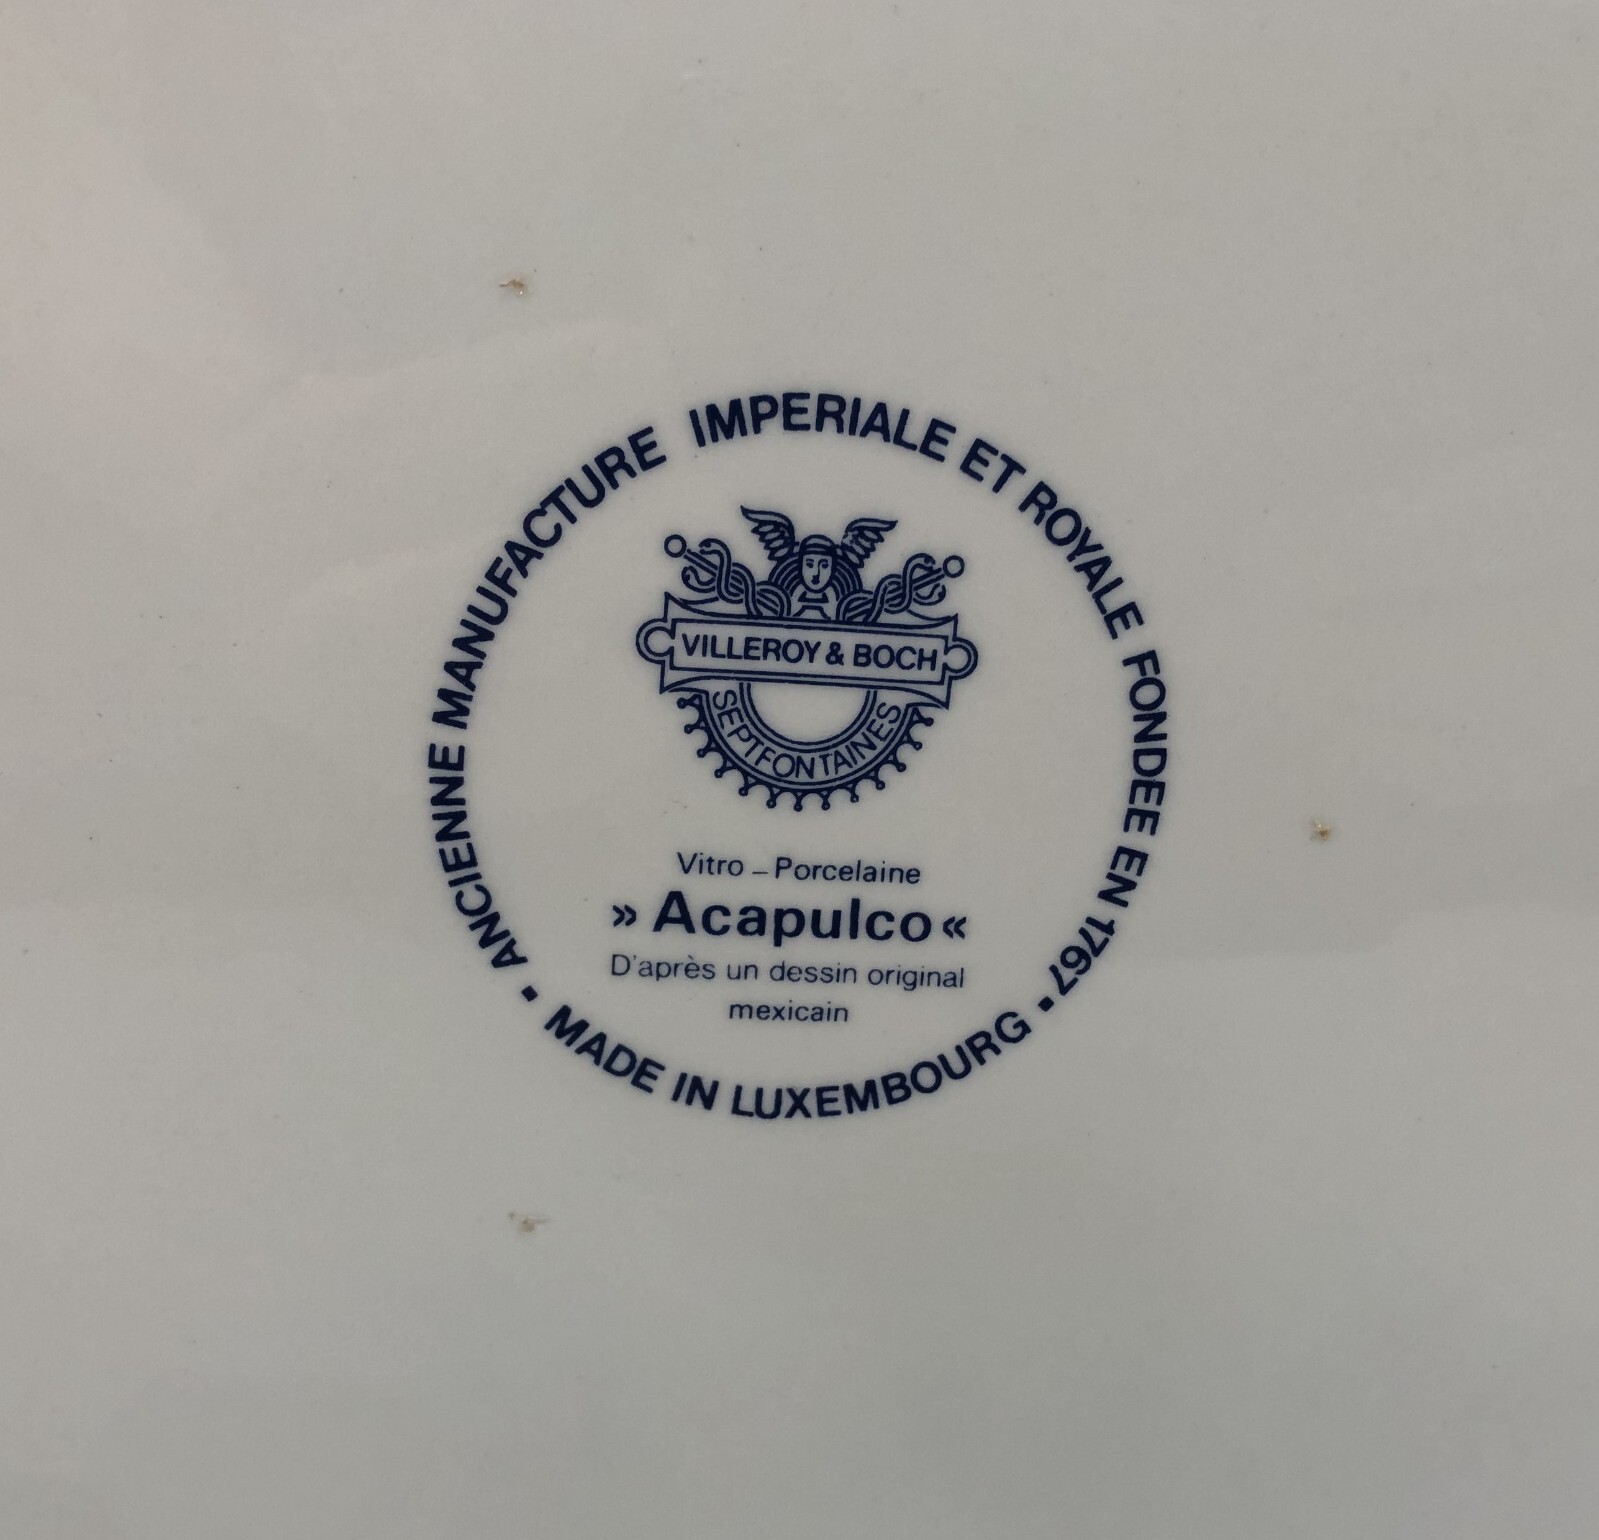 ANCIENNE MANUFACTURE IMPERIALE ET ROYALE FONDEE EN 1767
VILLEROY & BOCH
SEPTFONTAINES
Vitro – Porcelaine
» Acapulco «
D'après un dessin original
mexicain
• MADE IN LUXEMBOURG •